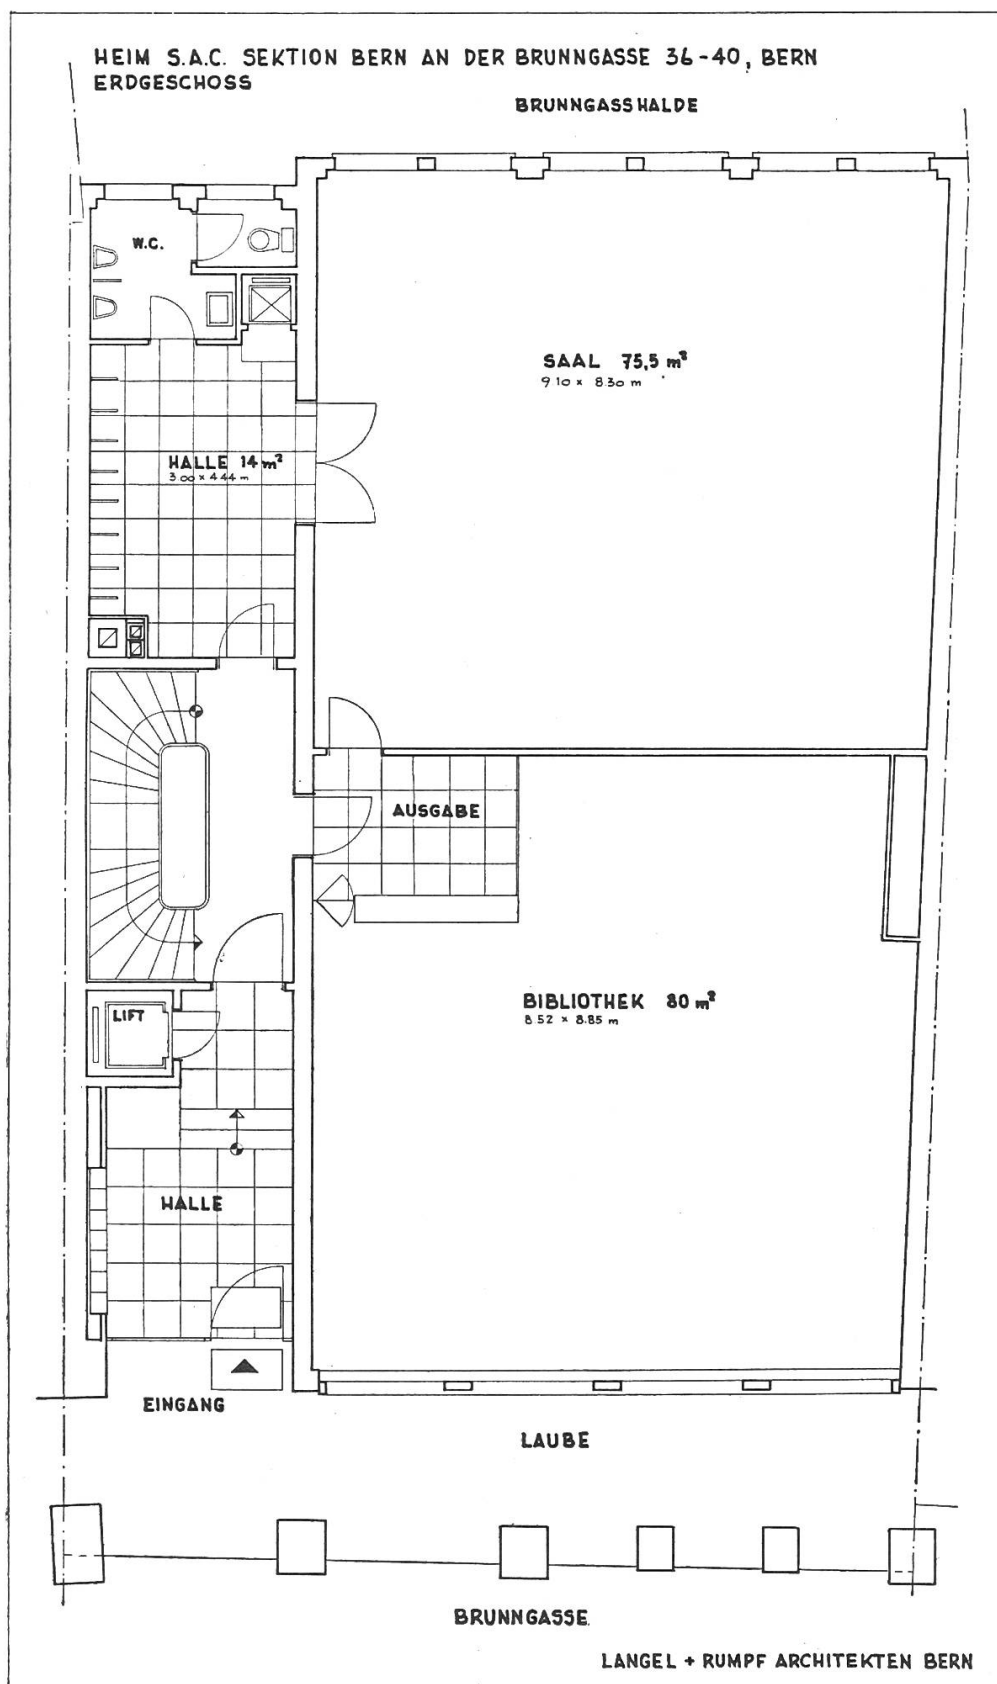 HEIM S.A.C. SEKTION BERN AN DER BRUNNGASSE 36-40, BERN
ERDGESCHOSS
BRUNNGASSHALDE
W.C.
SAAL 75,5 m²
9.10 x 8.30 m
HALLE 14 m²
3.00 x 4.44 m
AUSGABE
BIBLIOTHEK 80 m²
8.52 x 8.85 m
LIFT
HALLE
EINGANG
LAUBE
BRUNNGASSE
LANGEL + RUMPF ARCHITEKTEN BERN